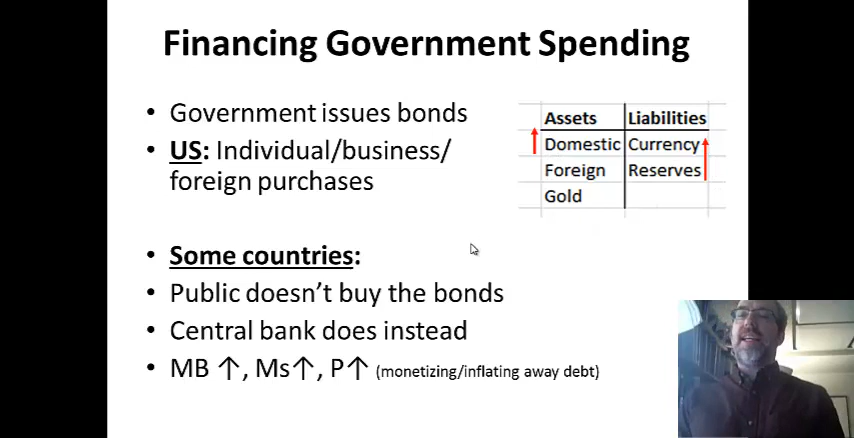 Financing Government Spending
• Government issues bonds
• US: Individual/business/
foreign purchases
Assets Liabilities
Domestic Currency
Foreign Reserves
Gold
• Some countries:
• Public doesn't buy the bonds
• Central bank does instead
• MB ↑, Ms↑, P↑ (monetizing/inflating away debt)